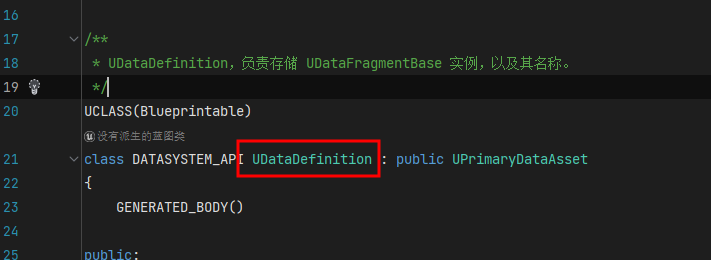 16
17 /**
18 * UDataDefinition，负责存储 UDataFragmentBase 实例，以及其名称。
19 */
20 UCLASS(Blueprintable)
没有派生的蓝图类
21 class DATASYSTEM_API UDataDefinition : public UPrimaryDataAsset
22 {
23 GENERATED_BODY()
24
25 public: